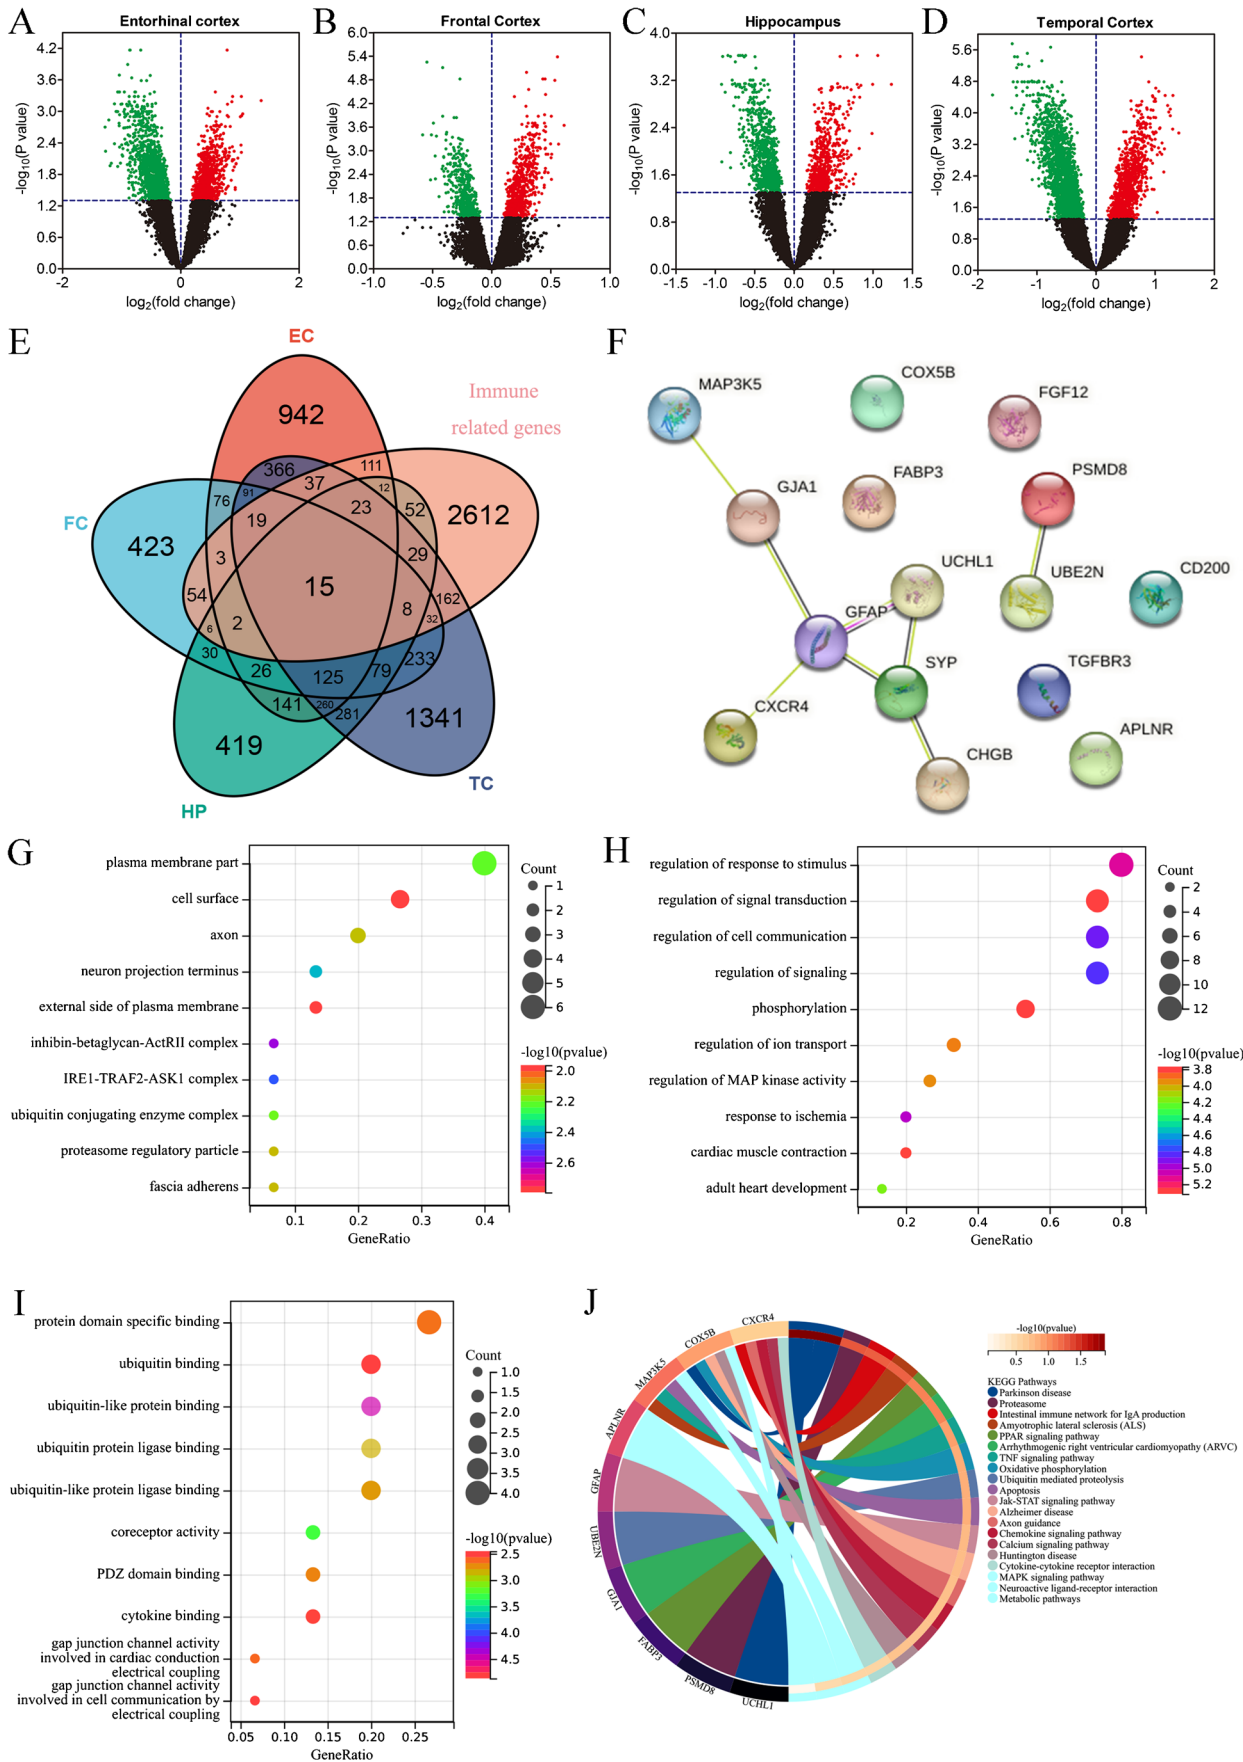 A
Entorhinal cortex
4.2
3.6
3.0
2.4
1.8
1.2
0.6
0.0
-log10(P value)
-2
0
2
log2(fold change)
B
Frontal Cortex
6.0
5.4
4.8
4.2
3.6
3.0
2.4
1.8
1.2
0.6
0.0
-log10(P value)
-1.0
-0.5
0.0
0.5
1.0
log2(fold change)
C
Hippocampus
4.0
3.2
2.4
1.6
0.8
0.0
-log10(P value)
-1.5
-1.0
-0.5
0.0
0.5
1.0
1.5
log2(fold change)
D
Temporal Cortex
5.6
4.8
4.0
3.2
2.4
1.6
0.8
0.0
-log10(P value)
-2
-1
0
1
2
log2(fold change)
E
EC
Immune
related genes
FC
HP
TC
942
366
37
111
12
76
91
19
23
52
2612
423
3
29
54
15
8
162
32
6
2
30
26
125
79
233
141
260
281
419
1341
F
MAP3K5
COX5B
FGF12
GJA1
FABP3
PSMD8
UCHL1
UBE2N
CD200
GFAP
SYP
TGFBR3
CXCR4
CHGB
APLNR
G
plasma membrane part
cell surface
axon
neuron projection terminus
external side of plasma membrane
inhibin-betaglycan-ActRII complex
IRE1-TRAF2-ASK1 complex
ubiquitin conjugating enzyme complex
proteasome regulatory particle
fascia adherens
0.1
0.2
0.3
0.4
GeneRatio
Count
1
2
3
4
5
6
-log10(pvalue)
2.0
2.2
2.4
2.6
H
regulation of response to stimulus
regulation of signal transduction
regulation of cell communication
regulation of signaling
phosphorylation
regulation of ion transport
regulation of MAP kinase activity
response to ischemia
cardiac muscle contraction
adult heart development
0.2
0.4
0.6
0.8
GeneRatio
Count
2
4
6
8
10
12
-log10(pvalue)
3.8
4.0
4.2
4.4
4.6
4.8
5.0
5.2
I
protein domain specific binding
ubiquitin binding
ubiquitin-like protein binding
ubiquitin protein ligase binding
ubiquitin-like protein ligase binding
coreceptor activity
PDZ domain binding
cytokine binding
gap junction channel activity
involved in cardiac conduction
electrical coupling
gap junction channel activity
involved in cell communication by
electrical coupling
0.05
0.10
0.15
0.20
0.25
GeneRatio
Count
1.0
1.5
2.0
2.5
3.0
3.5
4.0
-log10(pvalue)
2.5
3.0
3.5
4.0
4.5
J
CXCR4
COX5B
MAP3K5
APLNR
GFAP
UBE2N
GJA1
FABP3
PSMD8
UCHL1
-log10(pvalue)
0.5
1.0
1.5
KEGG Pathways
Parkinson disease
Proteasome
Intestinal immune network for IgA production
Amyotrophic lateral sclerosis (ALS)
PPAR signaling pathway
Arrhythmogenic right ventricular cardiomyopathy (ARVC)
TNF signaling pathway
Oxidative phosphorylation
Ubiquitin mediated proteolysis
Apoptosis
Jak-STAT signaling pathway
Alzheimer disease
Axon guidance
Chemokine signaling pathway
Calcium signaling pathway
Huntington disease
Cytokine-cytokine receptor interaction
MAPK signaling pathway
Neuroactive ligand-receptor interaction
Metabolic pathways